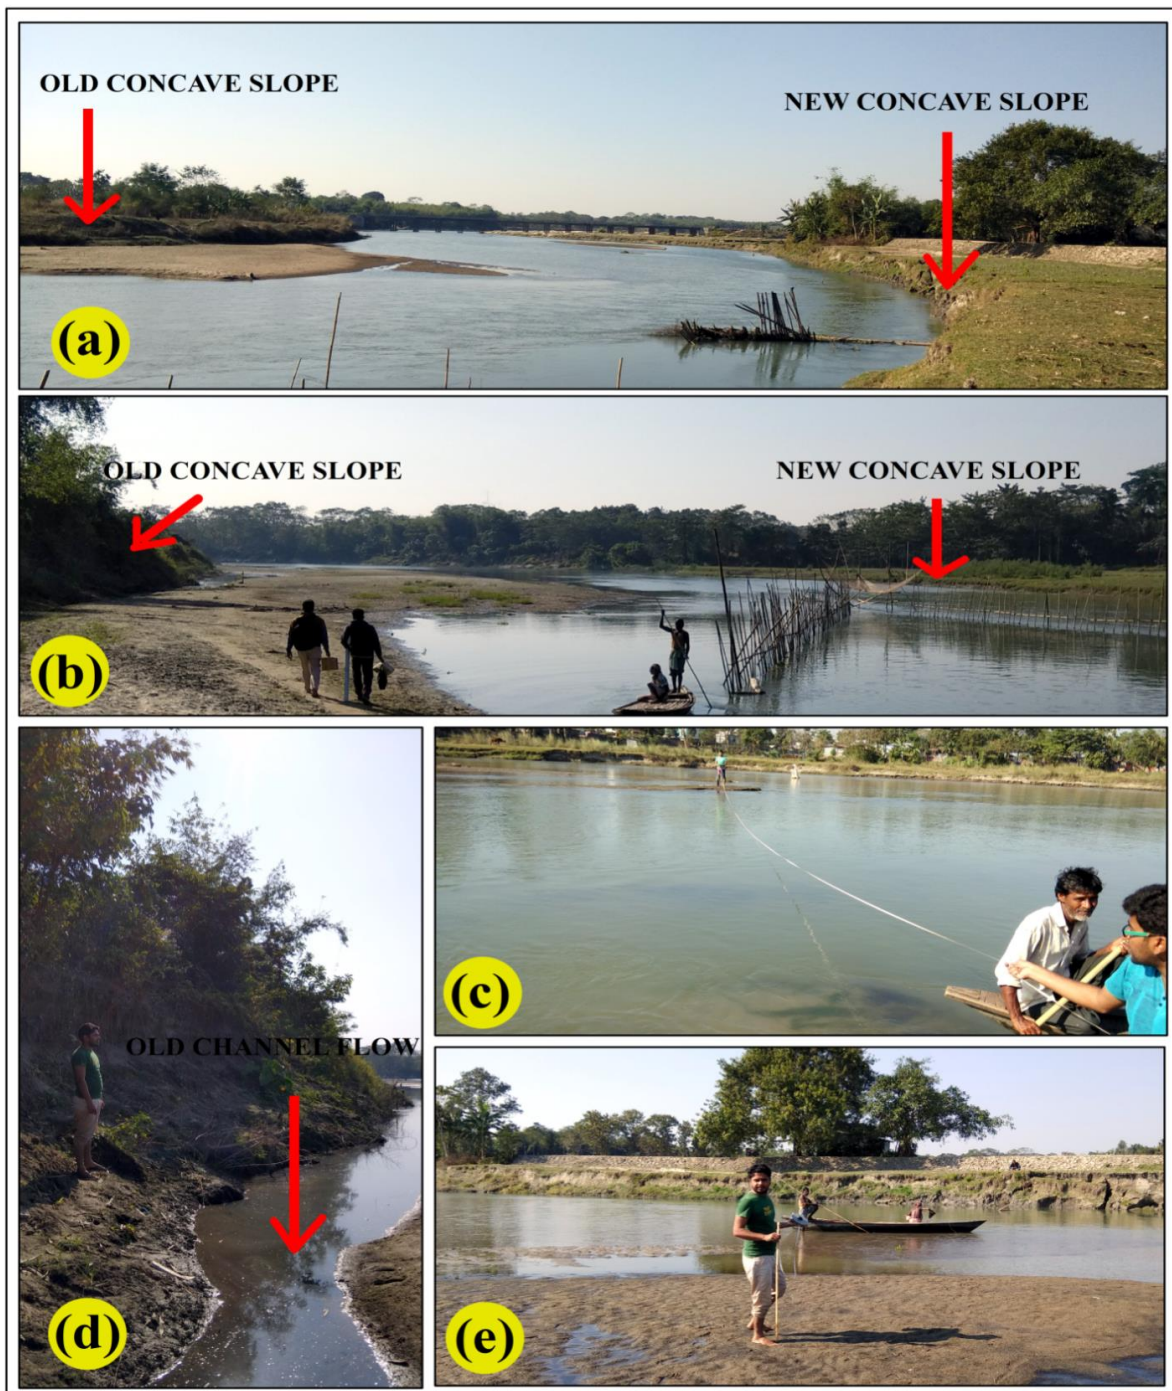 OLD CONCAVE SLOPE
NEW CONCAVE SLOPE
(a)
OLD CONCAVE SLOPE
NEW CONCAVE SLOPE
(b)
(c)
OLD CHANNEL FLOW
(d)
(e)